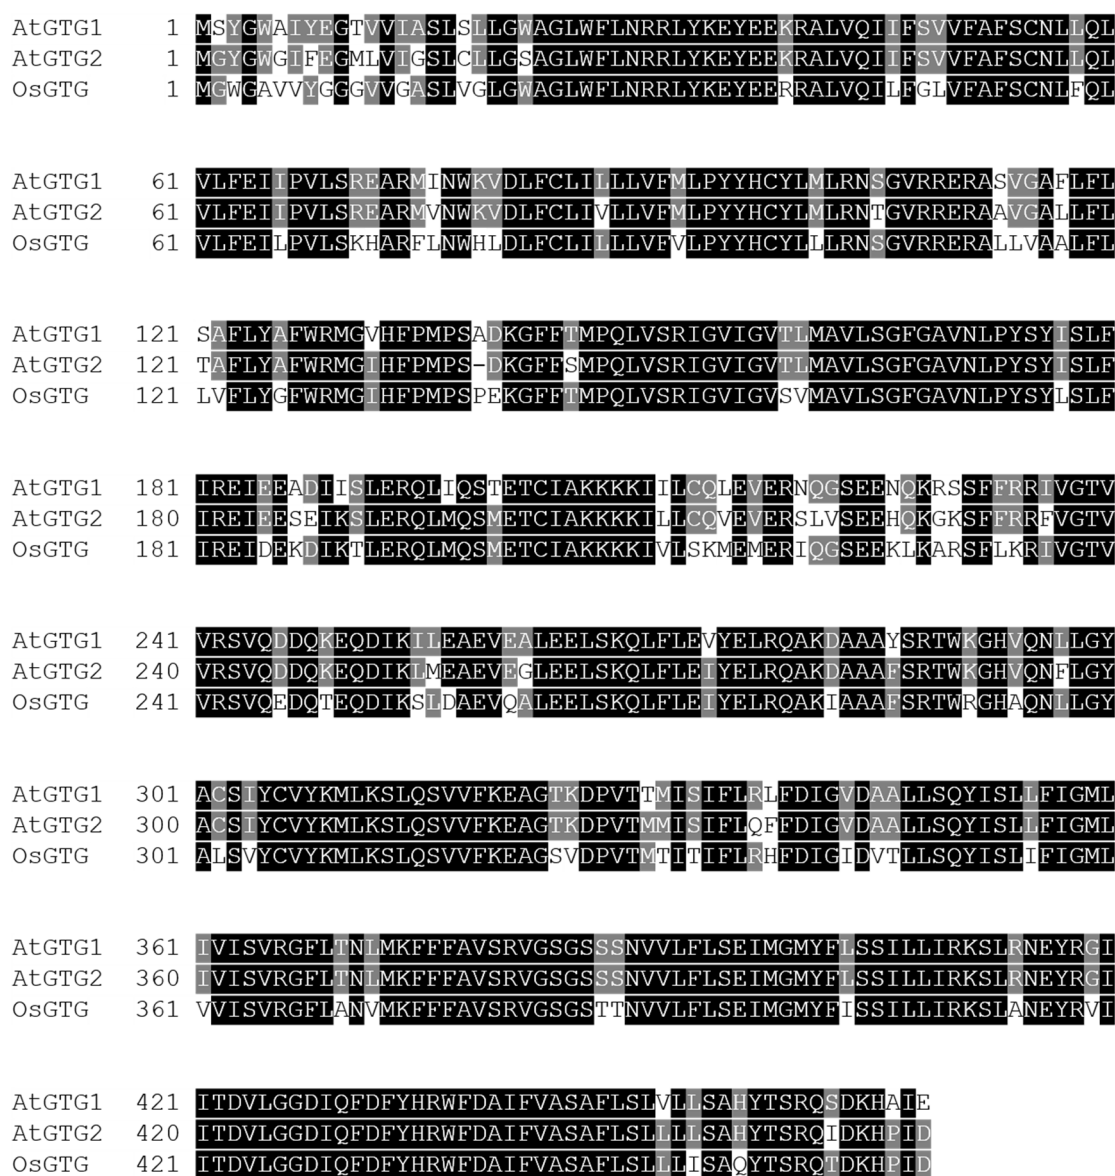 AtGTG1 1 MSYGWAIYEGTVVIASLSLLGWAGLWFLNRRLYKEYEEKRALVQIIFSVVFAFSCNLLQL
AtGTG2 1 MGYGWGIFEGMLVIGSLCLLGSAGLWFLNRRLYKEYEEKRALVQIIFSVVFAFSCNLLQL
OsGTG 1 MGWGAVVYGGGVVGASLVGLGWAGLWFLNRRLYKEYEERRALVQILFGLVFAFSCNLFQL
AtGTG1 61 VLFEIIPVLSREARMINWKVDLFCLILLLVFMLPYYHCYLMLRNSGVRRERASVGAFLFL
AtGTG2 61 VLFEIIPVLSREARMVNWKVDLFCLIVLLVFMLPYYHCYLMLRNTGVRRERAAVGALLFL
OsGTG 61 VLFEILPVLSKHARFLNWHLDLFCLILLLVFVLPYYHCYLLLRNSGVRRERALLVAALFL
AtGTG1 121 SAFLYAFWRMGVHFPMPSADKGFFTMPQLVSRIGVIGVTLMAVLSGFGAVNLPYSYISLF
AtGTG2 121 TAFLYAFWRMGIHFPMPS-DKGFFSMPQLVSRIGVIGVTLMAVLSGFGAVNLPYSYISLF
OsGTG 121 LVFLYGFWRMGIHFPMPSPEKGFFTMPQLVSRIGVIGVSVMAVLSGFGAVNLPYSYLSLF
AtGTG1 181 IREIEEADIISLERQLIQSTETCIAKKKKIILCQLEVERNQGSEENQKRSSFFRRIVGTV
AtGTG2 180 IREIEESEIKSLERQLMQSMETCIAKKKKILLCQVEVERSLVSEEHQKGKSFFRRFVGTV
OsGTG 181 IREIDEKDIKTLERQLMQSMETCIAKKKKIVLSKMEMERIQGSEEKLKARSFLKRIVGTV
AtGTG1 241 VRSVQDDQKEQDIKILEAEVEALEELSKQLFLEVYELRQAKDAAAYSRTWKGHVQNLLGY
AtGTG2 240 VRSVQDDQKEQDIKLMEAEVEGLEELSKQLFLEIYELRQAKDAAAFSRTWKGHVQNFLGY
OsGTG 241 VRSVQEDQTEQDIKSLDAEVQALEELSKQLFLEIYELRQAKIAAAFSRTWRGHAQNLLGY
AtGTG1 301 ACSIYCVYKMLKSLQSVVFKEAGTKDPVTTMISIFLRLFDIGVDAALLSQYISLLFIGML
AtGTG2 300 ACSIYCVYKMLKSLQSVVFKEAGTKDPVTMMISIFLQFFDIGVDAALLSQYISLLFIGML
OsGTG 301 ALSVYCVYKMLKSLQSVVFKEAGSVDPVTMTITIFLRHFDIGIDVTLLSQYISLIFIGML
AtGTG1 361 IVISVRGFLTNLMKFFFAVSRVGSGSSSNVVLFLSEIMGMYFLSSILLIRKSLRNEYRGI
AtGTG2 360 IVISVRGFLTNLMKFFFAVSRVGSGSSSNVVLFLSEIMGMYFLSSILLIRKSLRNEYRGI
OsGTG 361 VVISVRGFLANVMKFFFAVSRVGSGSTTNVVLFLSEIMGMYFISSILLIRKSLANEYRVI
AtGTG1 421 ITDVLGGDIQFDFYHRWFDAIFVASAFLSLVLLSAHYTSRQSDKHAIE
AtGTG2 420 ITDVLGGDIQFDFYHRWFDAIFVASAFLSLLLLSAHYTSRQIDKHPID
OsGTG 421 ITDVLGGDIQFDFYHRWFDAIFVASAFLSLLLISAQYTSRQTDKHPID